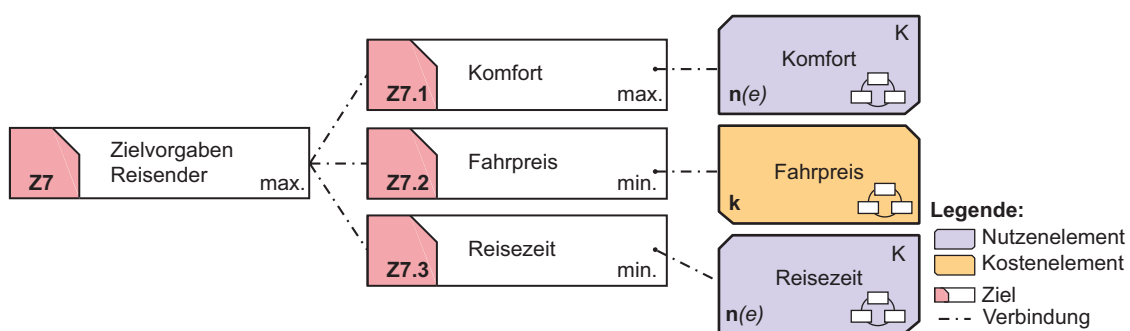 Z7
Zielvorgaben
Reisender
max.
Z7.1
Komfort
max.
Z7.2
Fahrpreis
min.
Z7.3
Reisezeit
min.
K
Komfort
n(e)
Fahrpreis
k
K
Reisezeit
n(e)
Legende:
Nutzenelement
Kostenelement
Ziel
Verbindung